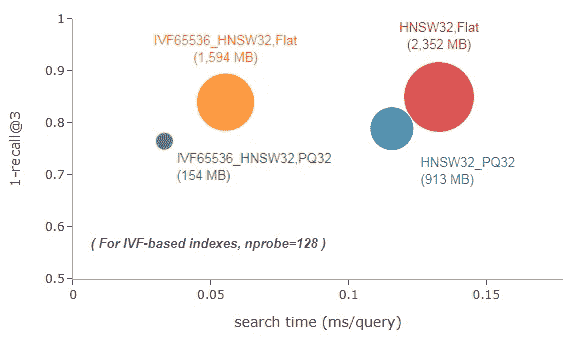 1
0.9
0.8
0.7
0.6
0.5
1-recall@3
IVF65536_HNSW32,Flat
(1,594 MB)
HNSW32,Flat
(2,352 MB)
IVF65536_HNSW32,PQ32
(154 MB)
HNSW32_PQ32
(913 MB)
( For IVF-based indexes, nprobe=128 )
0 0.05 0.1 0.15
search time (ms/query)